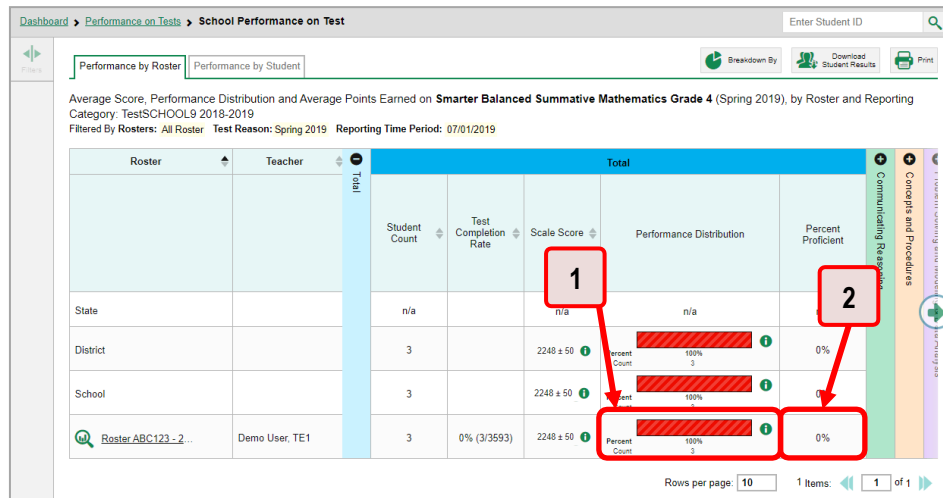 Dashboard > Performance on Tests > School Performance on Test
Enter Student ID
Filters
Performance by Roster
Performance by Student
Breakdown By
Download
Student Results
Print
Average Score, Performance Distribution and Average Points Earned on Smarter Balanced Summative Mathematics Grade 4 (Spring 2019), by Roster and Reporting
Category: TestSCHOOL9 2018-2019
Filtered By Rosters: All Roster Test Reason: Spring 2019 Reporting Time Period: 07/01/2019
Roster Teacher Total
Total
Student
Count
Test
Completion
Rate
Scale Score
Performance Distribution
Percent
Proficient
Communicating Reasoning
Concepts and Procedures
1
2
State n/a n/a n/a
District 3 2248 ± 50 Percent 100% 0%
Count 3
School 3 2248 ± 50 100%
Roster ABC123 - 2... Demo User, TE1 3 0% (3/3593) 2248 ± 50 Percent 100% 0%
Count 3
Rows per page: 10 1 Items: 1 of 1